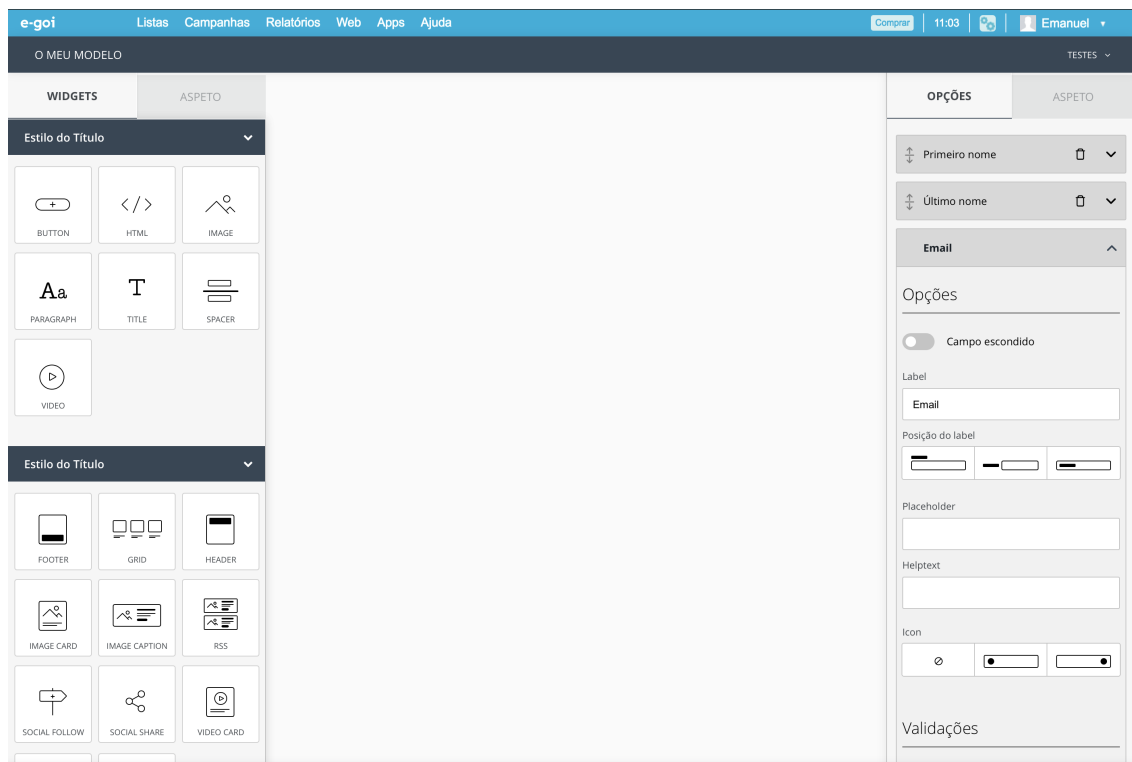 e-goi Listas Campanhas Relatórios Web Apps Ajuda Comprar 11:03 Emanuel
O MEU MODELO TESTES
WIDGETS ASPETO
Estilo do Título
BUTTON HTML IMAGE
Aa T
PARAGRAPH TITLE SPACER
VIDEO
Estilo do Título
FOOTER GRID HEADER
IMAGE CARD IMAGE CAPTION RSS
SOCIAL FOLLOW SOCIAL SHARE VIDEO CARD
OPÇÕES ASPETO
Primeiro nome
Último nome
Email
Opções
Campo escondido
Label
Email
Posição do label
Placeholder
Helptext
Icon
Validações